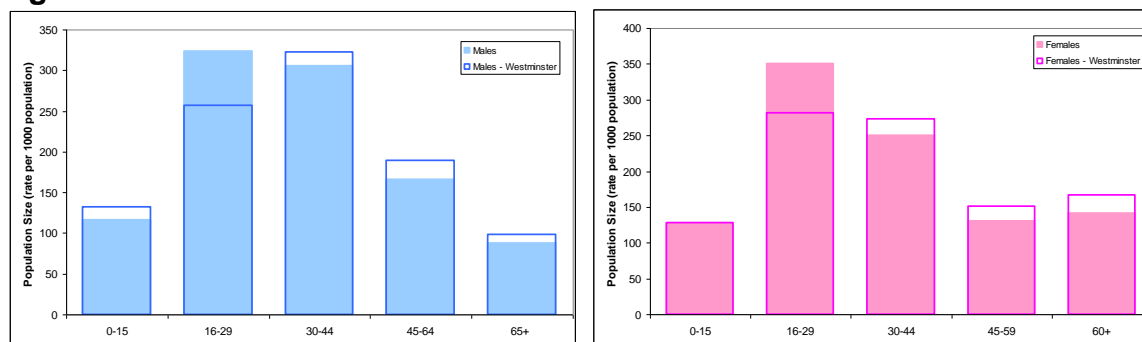 Population Size (rate per 1000 population)
350
300
250
200
150
100
50
0
0-15 16-29 30-44 45-64 65+
Males
Males - Westminster
Population Size (rate per 1000 population)
400
350
300
250
200
150
100
50
0
0-15 16-29 30-44 45-59 60+
Females
Females - Westminster